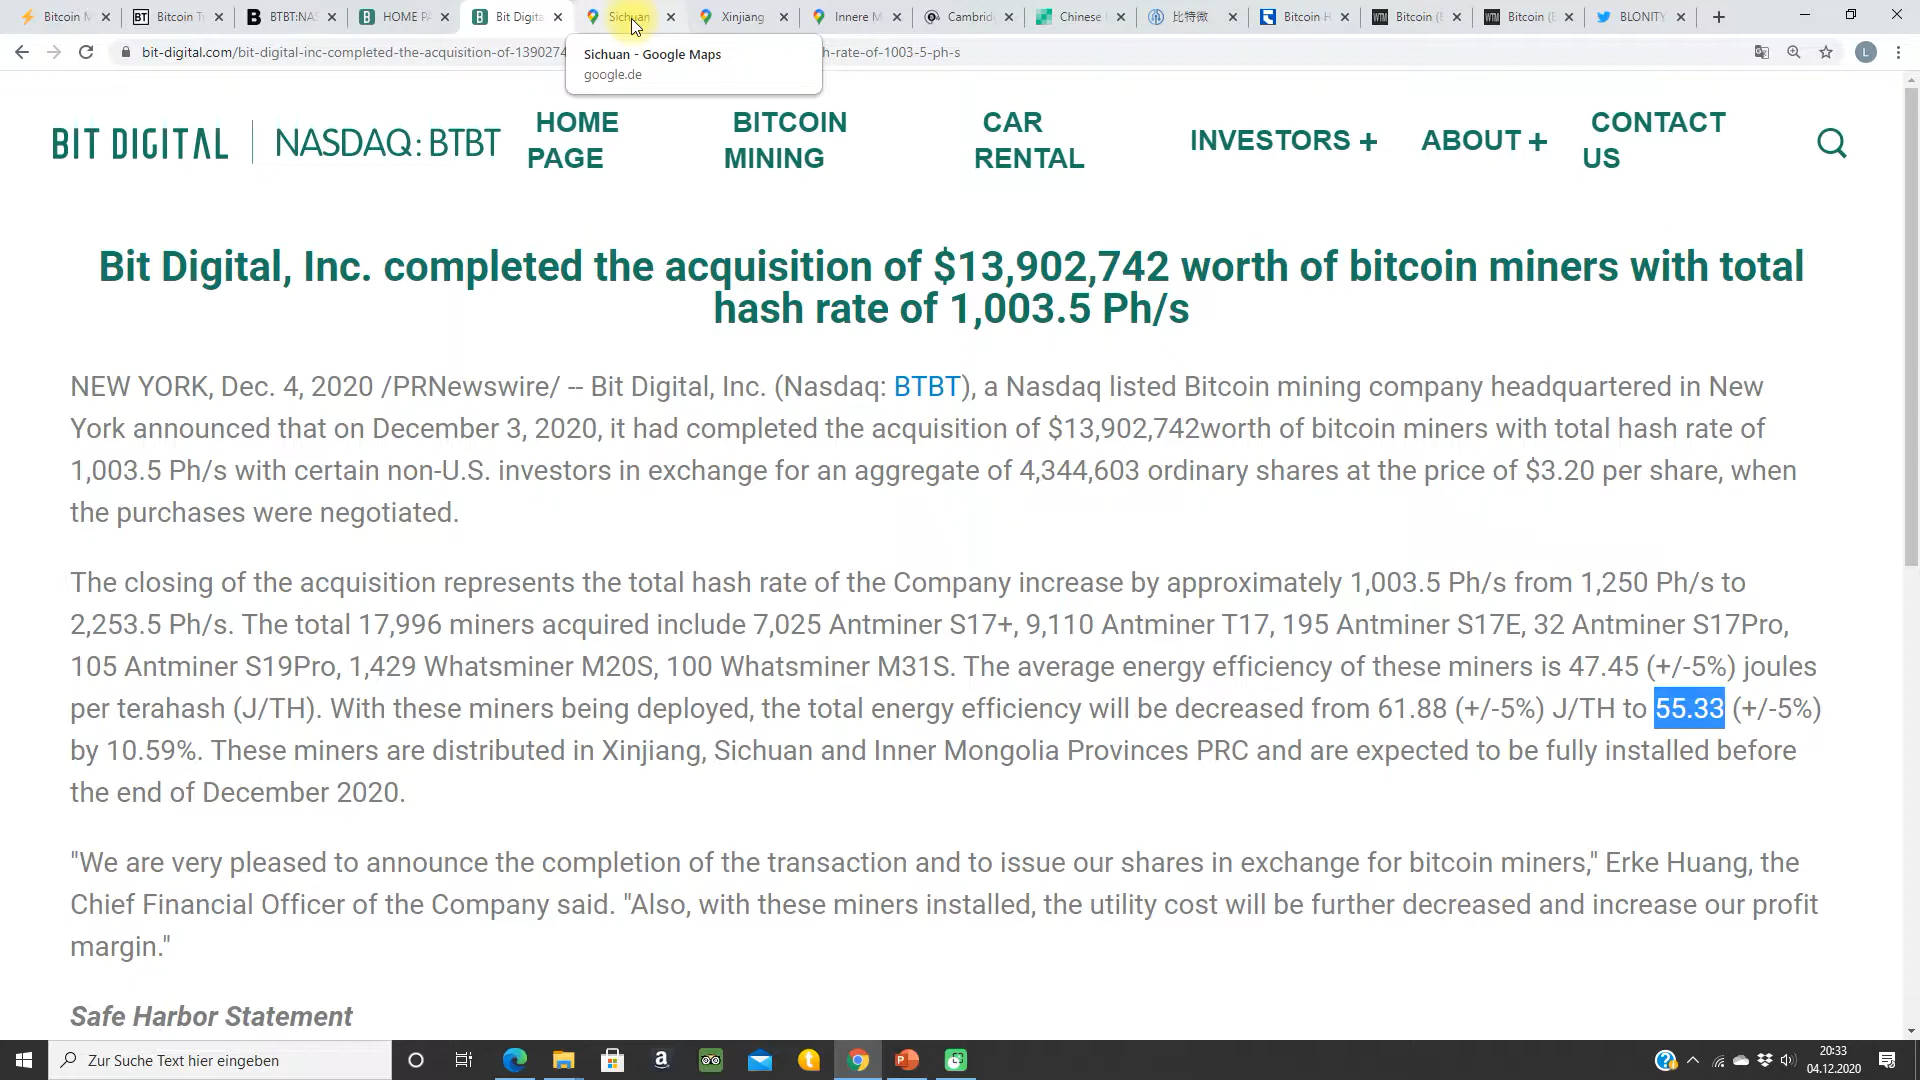 Bitcoin M
Bitcoin T
BTBT:NAS
HOME PA
Bit Digita
Sichuan
Xinjiang
Innere M
Cambrid
Chinese
比特微
Bitcoin H
Bitcoin (B
Bitcoin (B
BLONITY
bit-digital.com/bit-digital-inc-completed-the-acquisition-of-1390274
h-rate-of-1003-5-ph-s
L
Sichuan - Google Maps
google.de
BIT DIGITAL
NASDAQ: BTBT
HOME PAGE
BITCOIN MINING
CAR RENTAL
INVESTORS +
ABOUT +
CONTACT US
Bit Digital, Inc. completed the acquisition of $13,902,742 worth of bitcoin miners with total
hash rate of 1,003.5 Ph/s
NEW YORK, Dec. 4, 2020 /PRNewswire/ -- Bit Digital, Inc. (Nasdaq: BTBT), a Nasdaq listed Bitcoin mining company headquartered in New
York announced that on December 3, 2020, it had completed the acquisition of $13,902,742worth of bitcoin miners with total hash rate of
1,003.5 Ph/s with certain non-U.S. investors in exchange for an aggregate of 4,344,603 ordinary shares at the price of $3.20 per share, when
the purchases were negotiated.
The closing of the acquisition represents the total hash rate of the Company increase by approximately 1,003.5 Ph/s from 1,250 Ph/s to
2,253.5 Ph/s. The total 17,996 miners acquired include 7,025 Antminer S17+, 9,110 Antminer T17, 195 Antminer S17E, 32 Antminer S17Pro,
105 Antminer S19Pro, 1,429 Whatsminer M20S, 100 Whatsminer M31S. The average energy efficiency of these miners is 47.45 (+/-5%) joules
per terahash (J/TH). With these miners being deployed, the total energy efficiency will be decreased from 61.88 (+/-5%) J/TH to 55.33 (+/-5%)
by 10.59%. These miners are distributed in Xinjiang, Sichuan and Inner Mongolia Provinces PRC and are expected to be fully installed before
the end of December 2020.
"We are very pleased to announce the completion of the transaction and to issue our shares in exchange for bitcoin miners," Erke Huang, the
Chief Financial Officer of the Company said. "Also, with these miners installed, the utility cost will be further decreased and increase our profit
margin."
Safe Harbor Statement
Zur Suche Text hier eingeben
20:33
04.12.2020